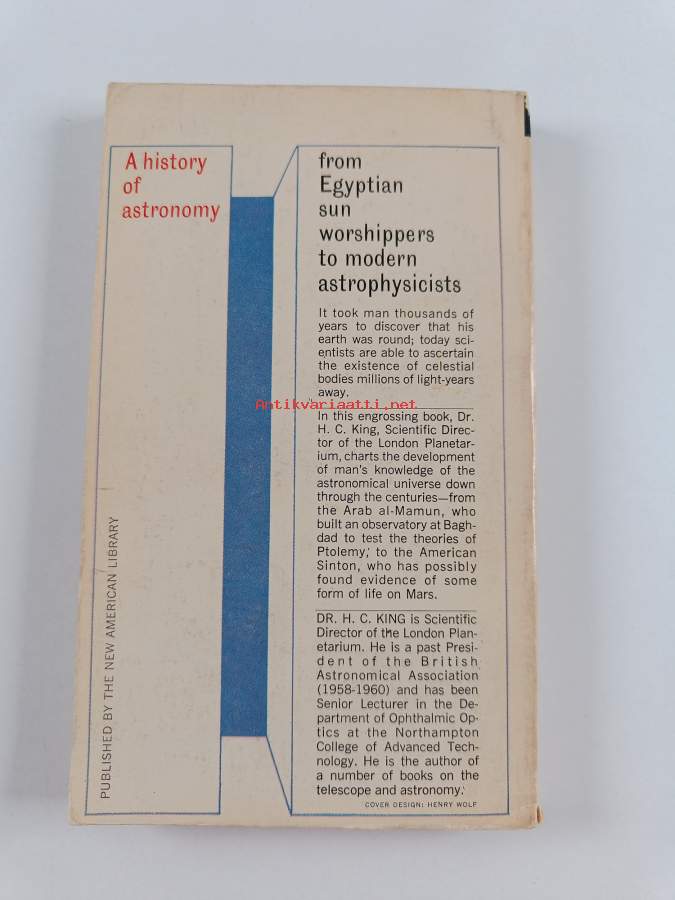 A history
of
astronomy
from
Egyptian
sun
worshippers
to modern
astrophysicists
It took man thousands of
years to discover that his
earth was round; today sci-
entists are able to ascertain
the existence of celestial
bodies millions of light-years
away.
Antikvariaatti.net
In this engrossing book, Dr.
H. C. King, Scientific Direc-
tor of the London Planetar-
ium, charts the development
of man's knowledge of the
astronomical universe down
through the centuries—from
the Arab al-Mamun, who
built an observatory at Bagh-
dad to test the theories of
Ptolemy, to the American
Sinton, who has possibly
found evidence of some
form of life on Mars.
DR. H. C. KING is Scientific
Director of the London Plan-
etarium. He is a past Presi-
dent of the British
Astronomical Association
(1958-1960) and has been
Senior Lecturer in the De-
partment of Ophthalmic Op-
tics at the Northampton
College of Advanced Tech-
nology. He is the author of
a number of books on the
telescope and astronomy.
COVER DESIGN: HENRY WOLF
PUBLISHED BY THE NEW AMERICAN LIBRARY